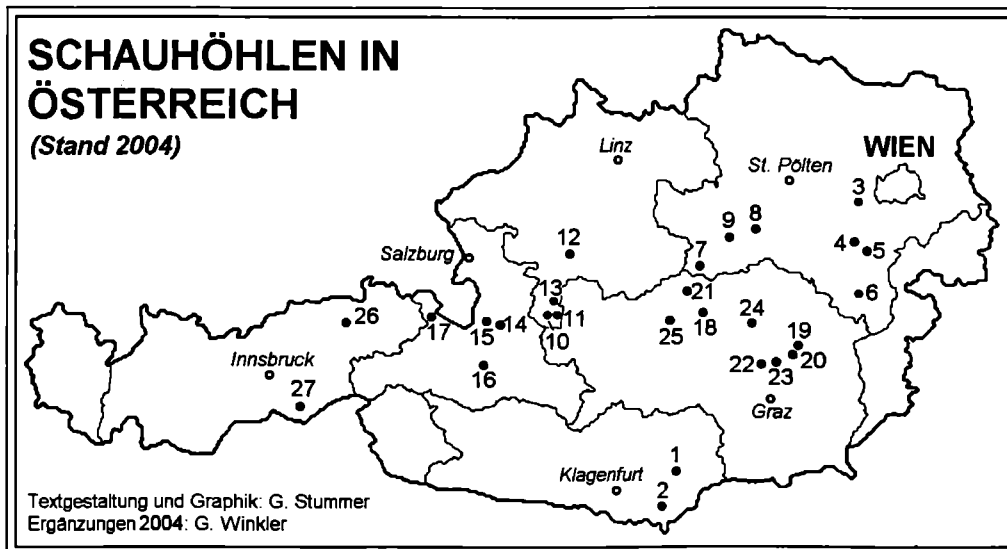 SCHAUHÖHLEN IN
ÖSTERREICH
(Stand 2004)
Linz
St. Pölten
WIEN
3
9
8
4
5
12
7
Salzburg
6
13
21
24
26
17
15
14
10
11
25
18
19
20
Innsbruck
16
22
23
27
Graz
1
Klagenfurt
2
Textgestaltung und Graphik: G. Stummer
Ergänzungen 2004: G. Winkler